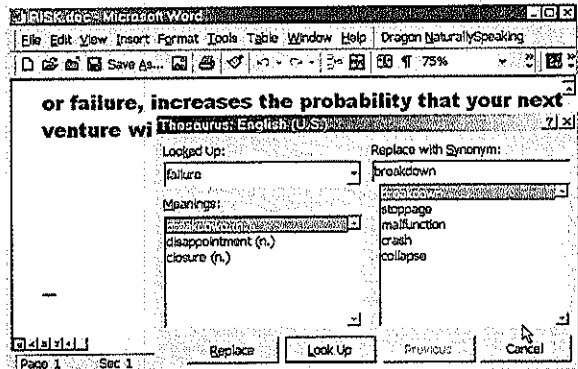 RISK.doc - Microsoft Word
File Edit View Insert Format Tools Table Window Help Dragon NaturallySpeaking
Save As... 75%
or failure, increases the probability that your next
venture wi
Thesaurus: English (U.S.)
Looked Up:
Replace with Synonym:
failure
breakdown
Meanings:
breakdown
breakdown (n.)
stoppage
disappointment (n.)
malfunction
closure (n.)
crash
collapse
Replace
Look Up
Previous
Cancel
Page 1 Sec 1